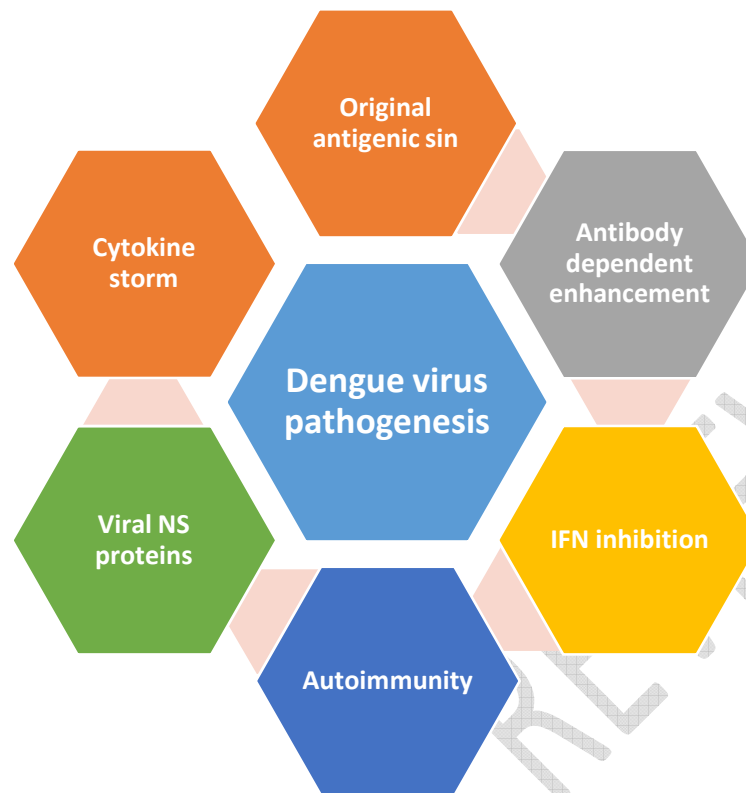 Original
antigenic sin
Cytokine
storm
Antibody
dependent
enhancement
Dengue virus
pathogenesis
Viral NS
proteins
IFN inhibition
Autoimmunity